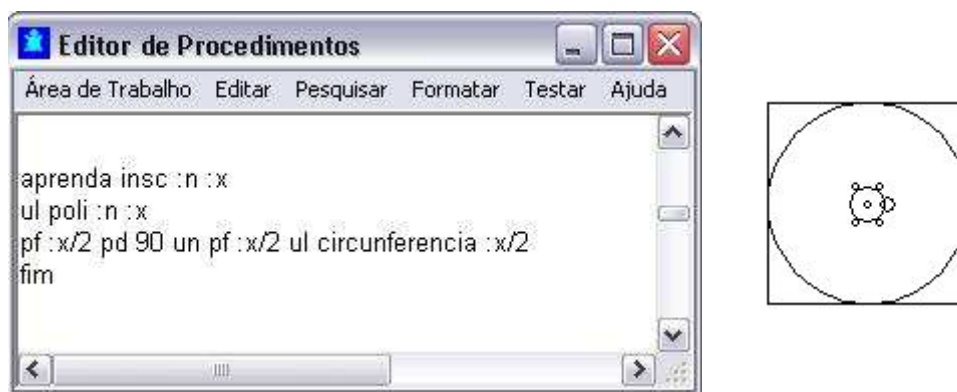 Editor de Procedimentos
Área de Trabalho Editar Pesquisar Formatar Testar Ajuda
aprenda insc :n :x
ul poli :n :x
pf :x/2 pd 90 un pf :x/2 ul circunferencia :x/2
fim